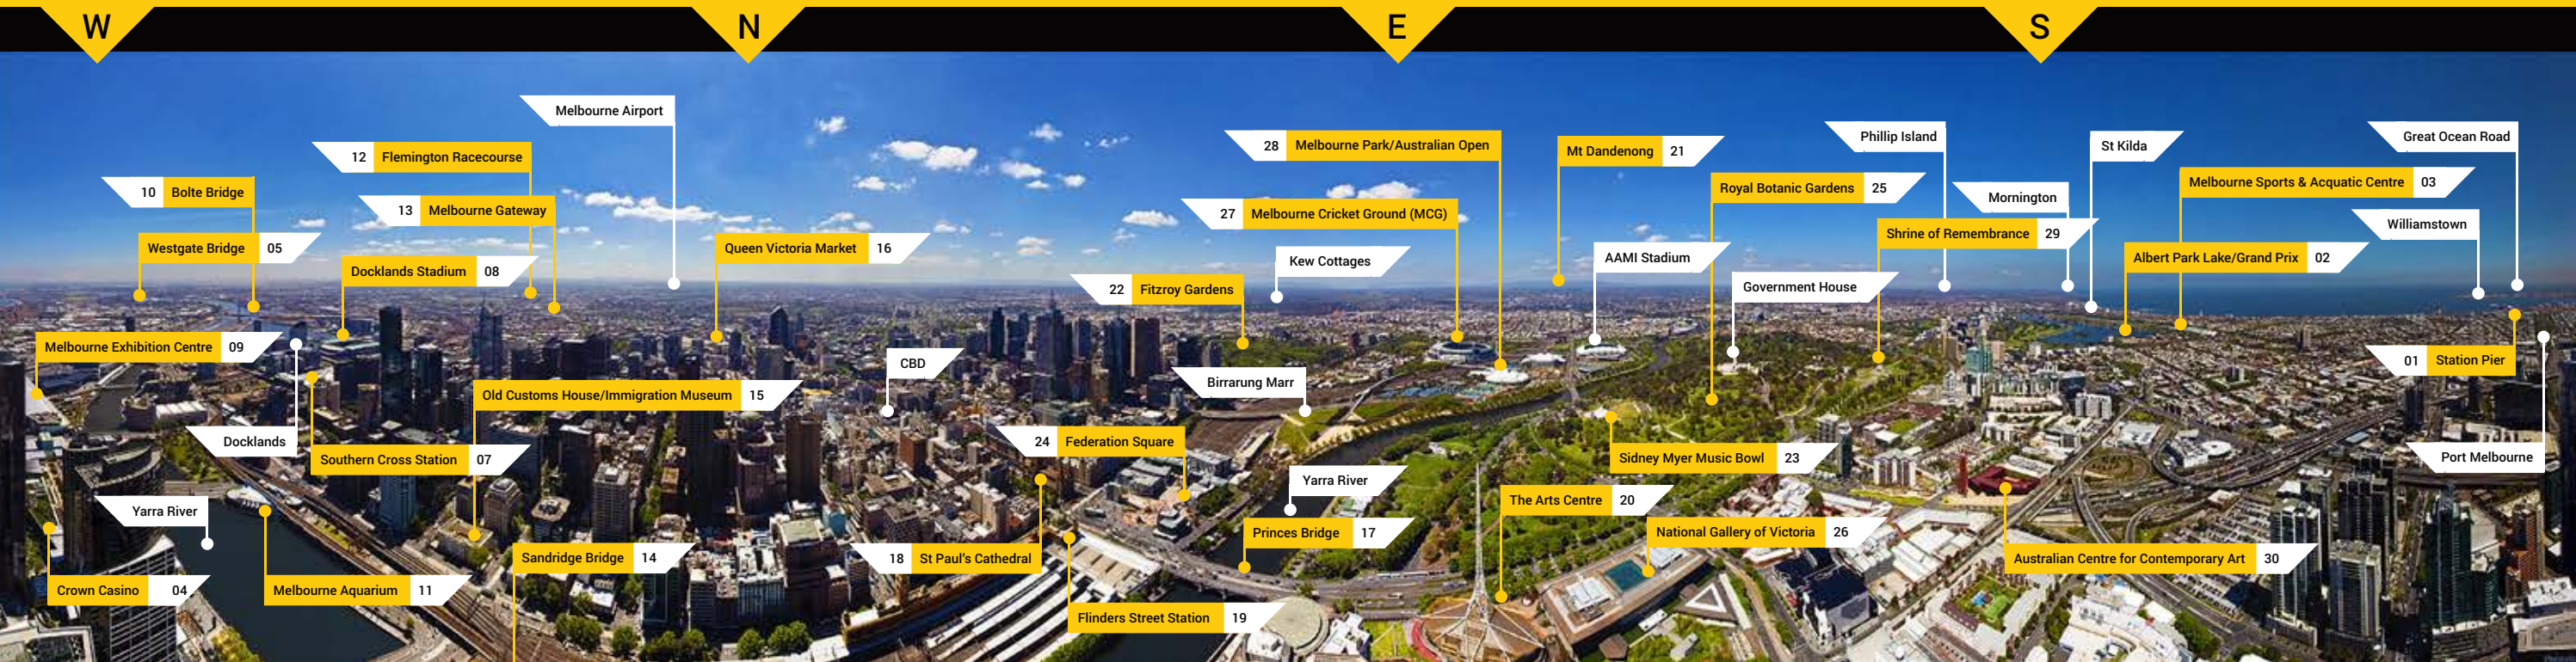 W
N
E
S
Melbourne Airport
12 Flemington Racecourse
10 Bolte Bridge
13 Melbourne Gateway
Westgate Bridge 05
Docklands Stadium 08
Queen Victoria Market 16
Melbourne Exhibition Centre 09
CBD
Old Customs House/Immigration Museum 15
Docklands
Southern Cross Station 07
Yarra River
Sandridge Bridge 14
Crown Casino 04
Melbourne Aquarium 11
28 Melbourne Park/Australian Open
27 Melbourne Cricket Ground (MCG)
Kew Cottages
22 Fitzroy Gardens
Birrarung Marr
24 Federation Square
Yarra River
Princes Bridge 17
18 St Paul's Cathedral
Flinders Street Station 19
Mt Dandenong 21
Royal Botanic Gardens 25
AAMI Stadium
Government House
Sidney Myer Music Bowl 23
The Arts Centre 20
National Gallery of Victoria 26
Phillip Island
Mornington
Shrine of Remembrance 29
St Kilda
Melbourne Sports & Acquatic Centre 03
Albert Park Lake/Grand Prix 02
Great Ocean Road
Williamstown
01 Station Pier
Port Melbourne
Australian Centre for Contemporary Art 30